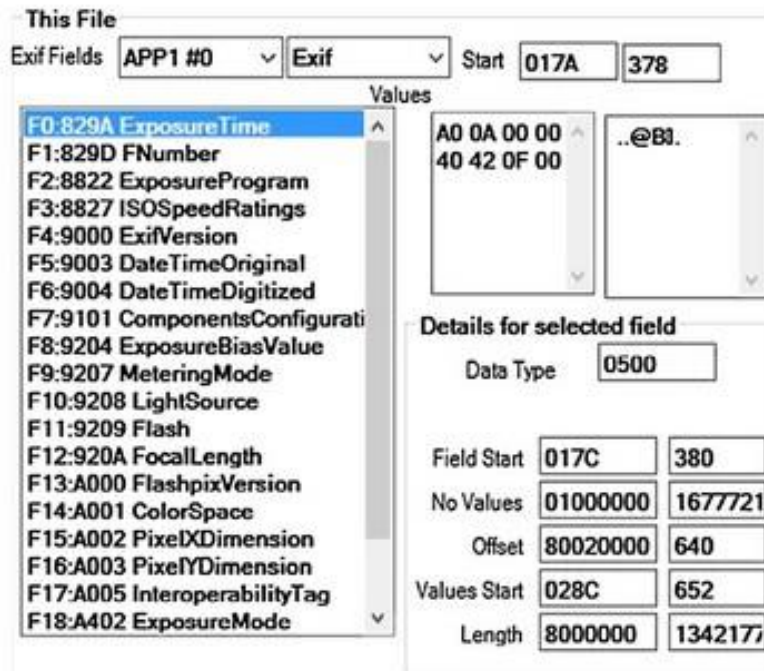 This File
Exif Fields APP1 #0 Exif Start 017A 378
Values
F0:829A ExposureTime
F1:829D FNumber
F2:8822 ExposureProgram
F3:8827 ISOSpeedRatings
F4:9000 ExifVersion
F5:9003 DateTimeOriginal
F6:9004 DateTimeDigitized
F7:9101 ComponentsConfigurati
F8:9204 ExposureBiasValue
F9:9207 MeteringMode
F10:9208 LightSource
F11:9209 Flash
F12:920A FocalLength
F13:A000 FlashpixVersion
F14:A001 ColorSpace
F15:A002 PixelXDimension
F16:A003 PixelYDimension
F17:A005 InteroperabilityTag
F18:A402 ExposureMode
A0 0A 00 00
40 42 0F 00
Details for selected field
Data Type 0500
Field Start 017C 380
No Values 01000000 1677721
Offset 80020000 640
Values Start 028C 652
Length 8000000 1342177